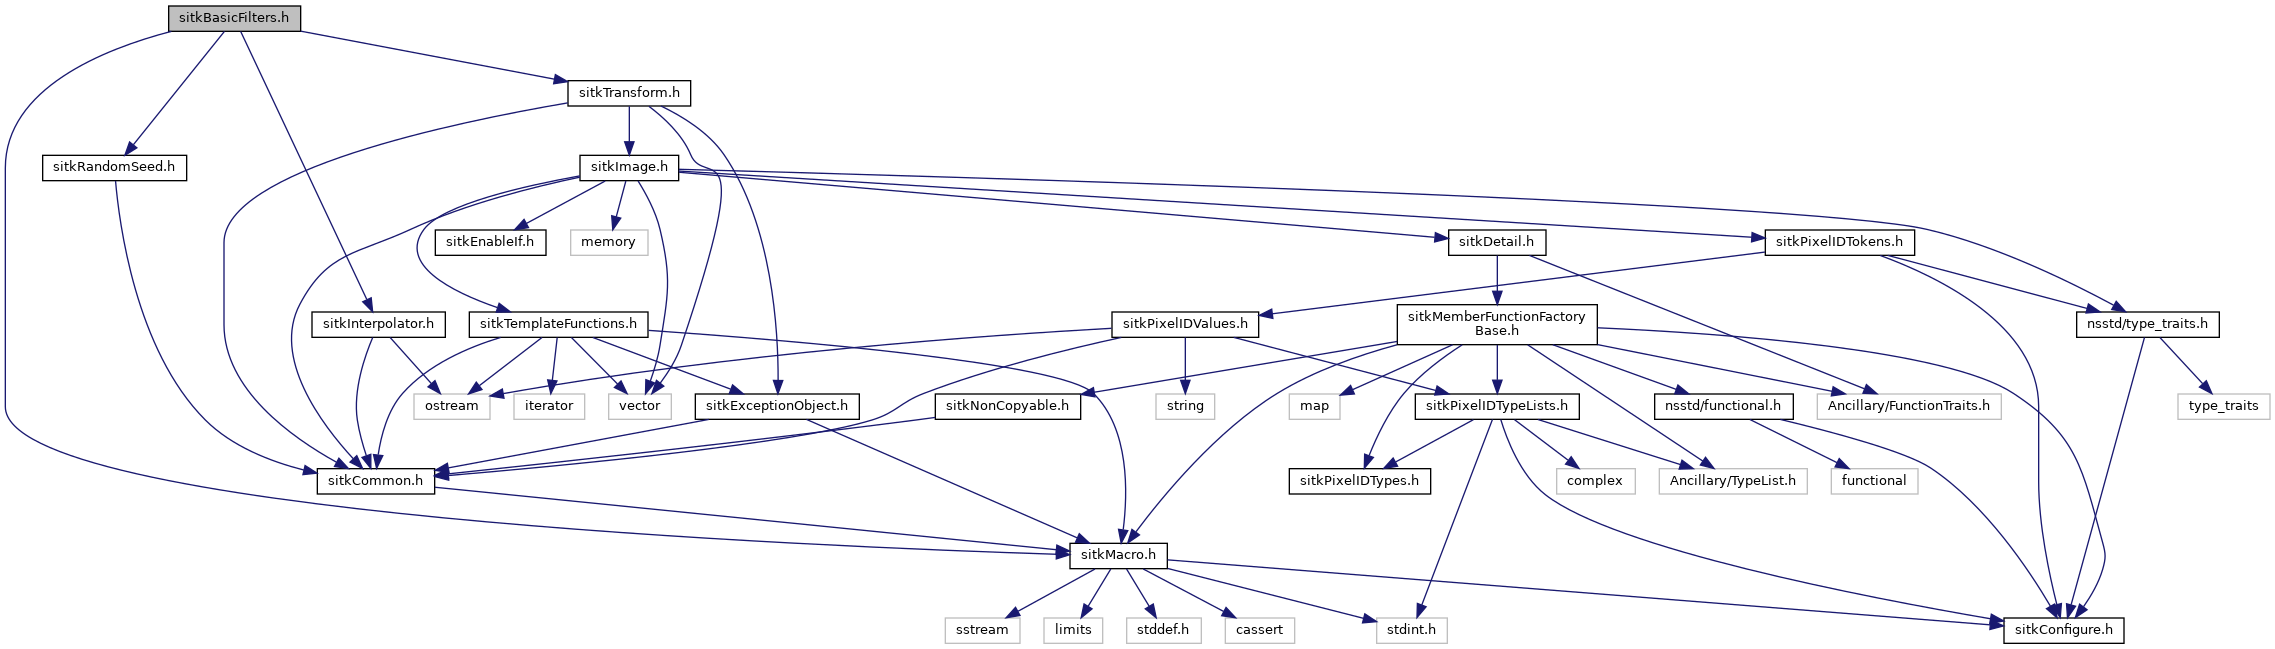 sitkBasicFilters.h
sitkTransform.h
sitkRandomSeed.h
sitkImage.h
sitkEnableIf.h
memory
sitkDetail.h
sitkPixelIDTokens.h
sitkInterpolator.h
sitkTemplateFunctions.h
sitkPixelIDValues.h
sitkMemberFunctionFactory
Base.h
nsstd/type_traits.h
ostream
iterator
vector
sitkExceptionObject.h
sitkNonCopyable.h
string
map
sitkPixelIDTypeLists.h
nsstd/functional.h
Ancillary/FunctionTraits.h
type_traits
sitkCommon.h
sitkPixelIDTypes.h
complex
Ancillary/TypeList.h
functional
sitkMacro.h
sstream
limits
stddef.h
cassert
stdint.h
sitkConfigure.h